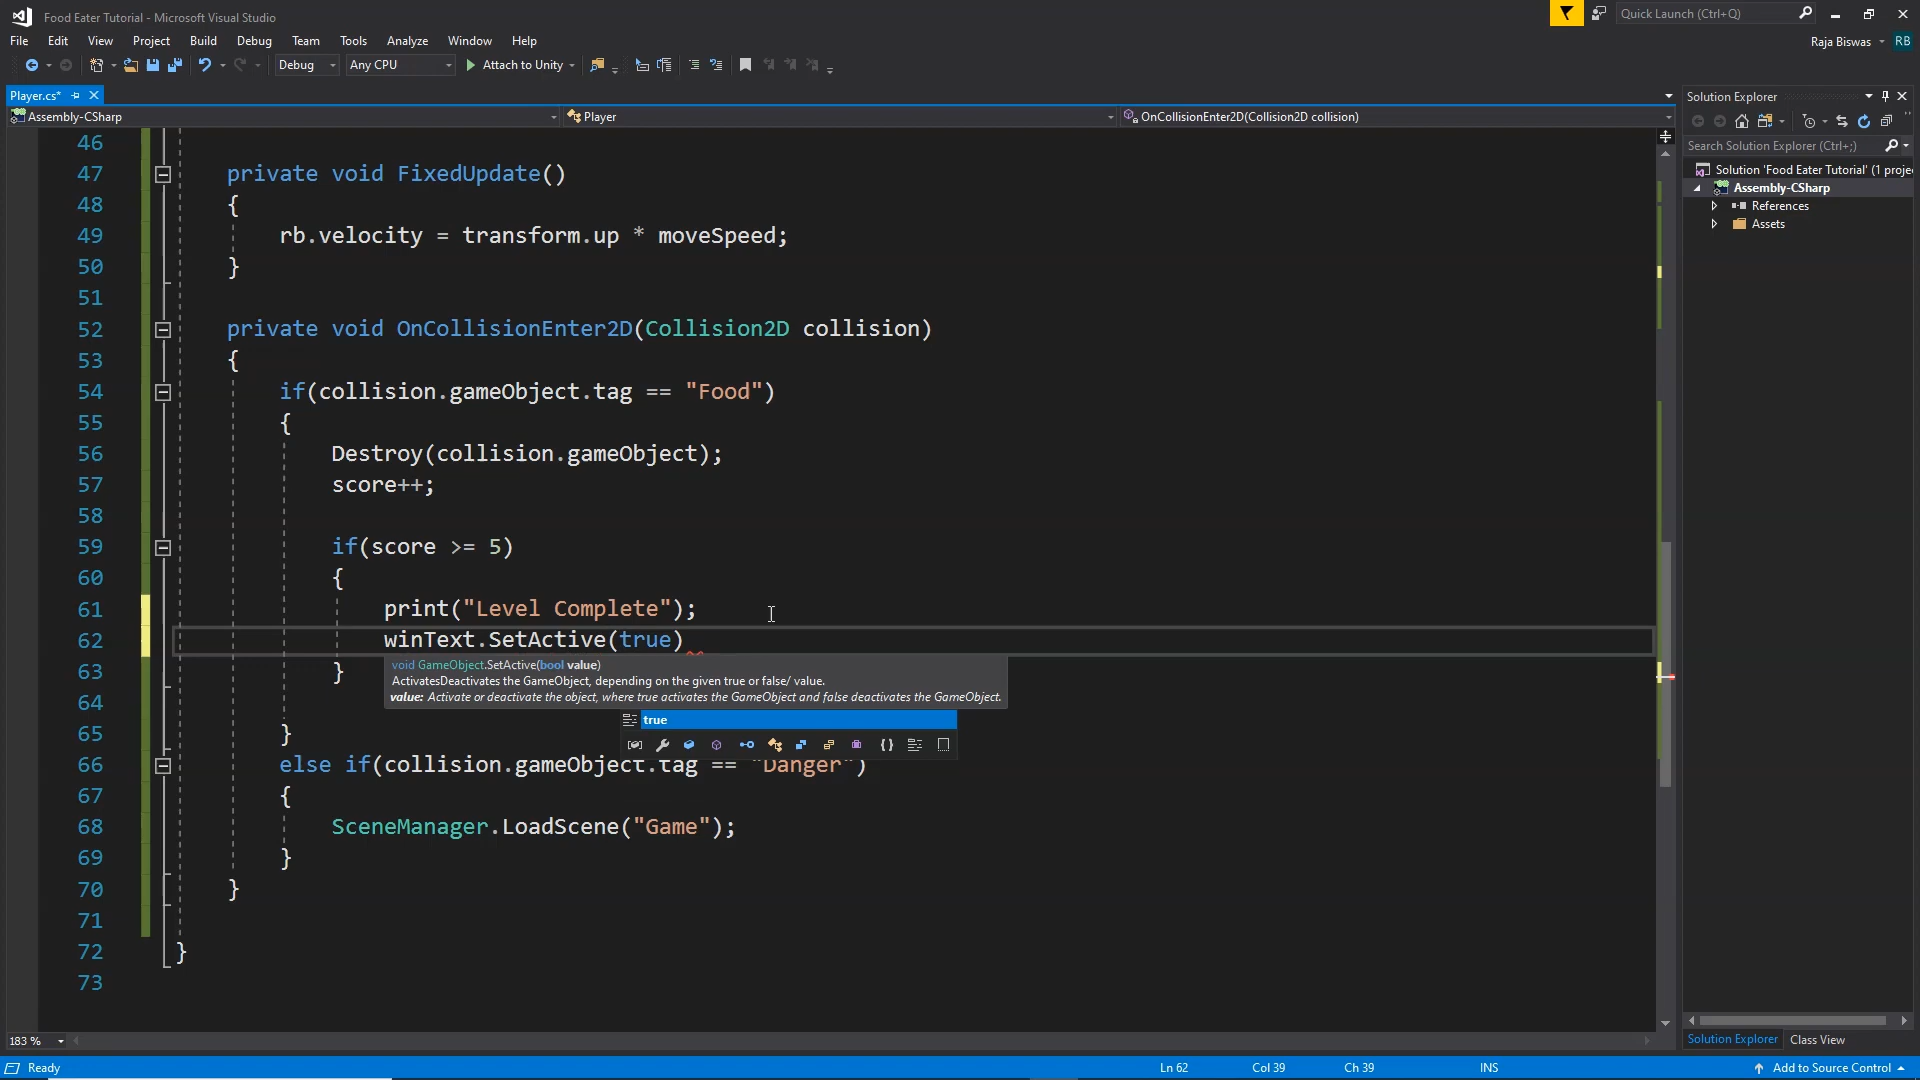 Food Eater Tutorial - Microsoft Visual Studio
Quick Launch (Ctrl+Q)
File Edit View Project Build Debug Team Tools Analyze Window Help
Raja Biswas RB
Debug Any CPU Attach to Unity
Player.cs*
Assembly-CSharp Player OnCollisionEnter2D(Collision2D collision)
46
47 private void FixedUpdate()
48 {
49 rb.velocity = transform.up * moveSpeed;
50 }
51
52 private void OnCollisionEnter2D(Collision2D collision)
53 {
54 if(collision.gameObject.tag == "Food")
55 {
56 Destroy(collision.gameObject);
57 score++;
58
59 if(score >= 5)
60 {
61 print("Level Complete");
62 winText.SetActive(true)
63 }
void GameObject.SetActive(bool value)
ActivatesDeactivates the GameObject, depending on the given true or false/ value.
value: Activate or deactivate the object, where true activates the GameObject and false deactivates the GameObject.
64
true
65 }
66 else if(collision.gameObject.tag == "Danger")
67 {
68 SceneManager.LoadScene("Game");
69 }
70 }
71
72 }
73
183 %
Solution Explorer
Search Solution Explorer (Ctrl+;)
Solution 'Food Eater Tutorial' (1 proje
Assembly-CSharp
References
Assets
Solution Explorer Class View
Ready Ln 62 Col 39 Ch 39 INS Add to Source Control